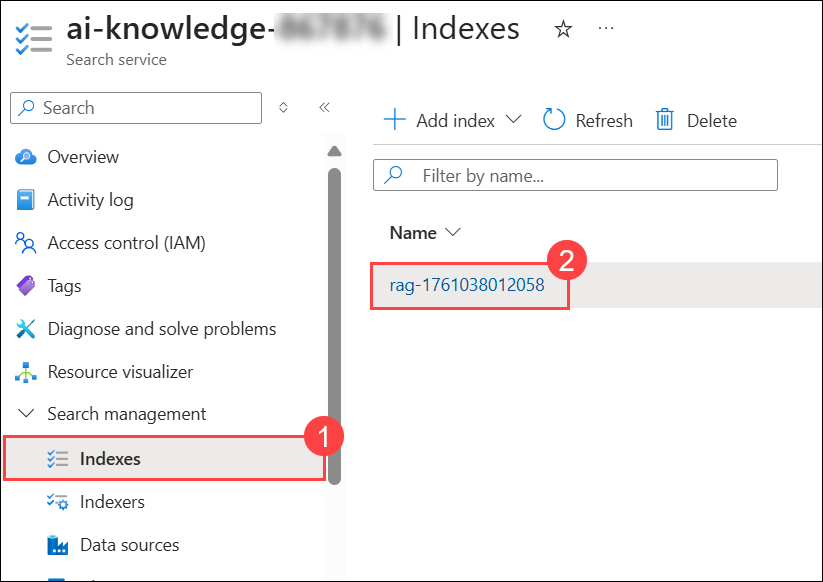 ai-knowledge- | Indexes
Search service
Search
Add index
Refresh
Delete
Overview
Activity log
Access control (IAM)
Tags
Diagnose and solve problems
Resource visualizer
Search management
1
Indexes
Indexers
Data sources
Filter by name...
Name
2
rag-1761038012058